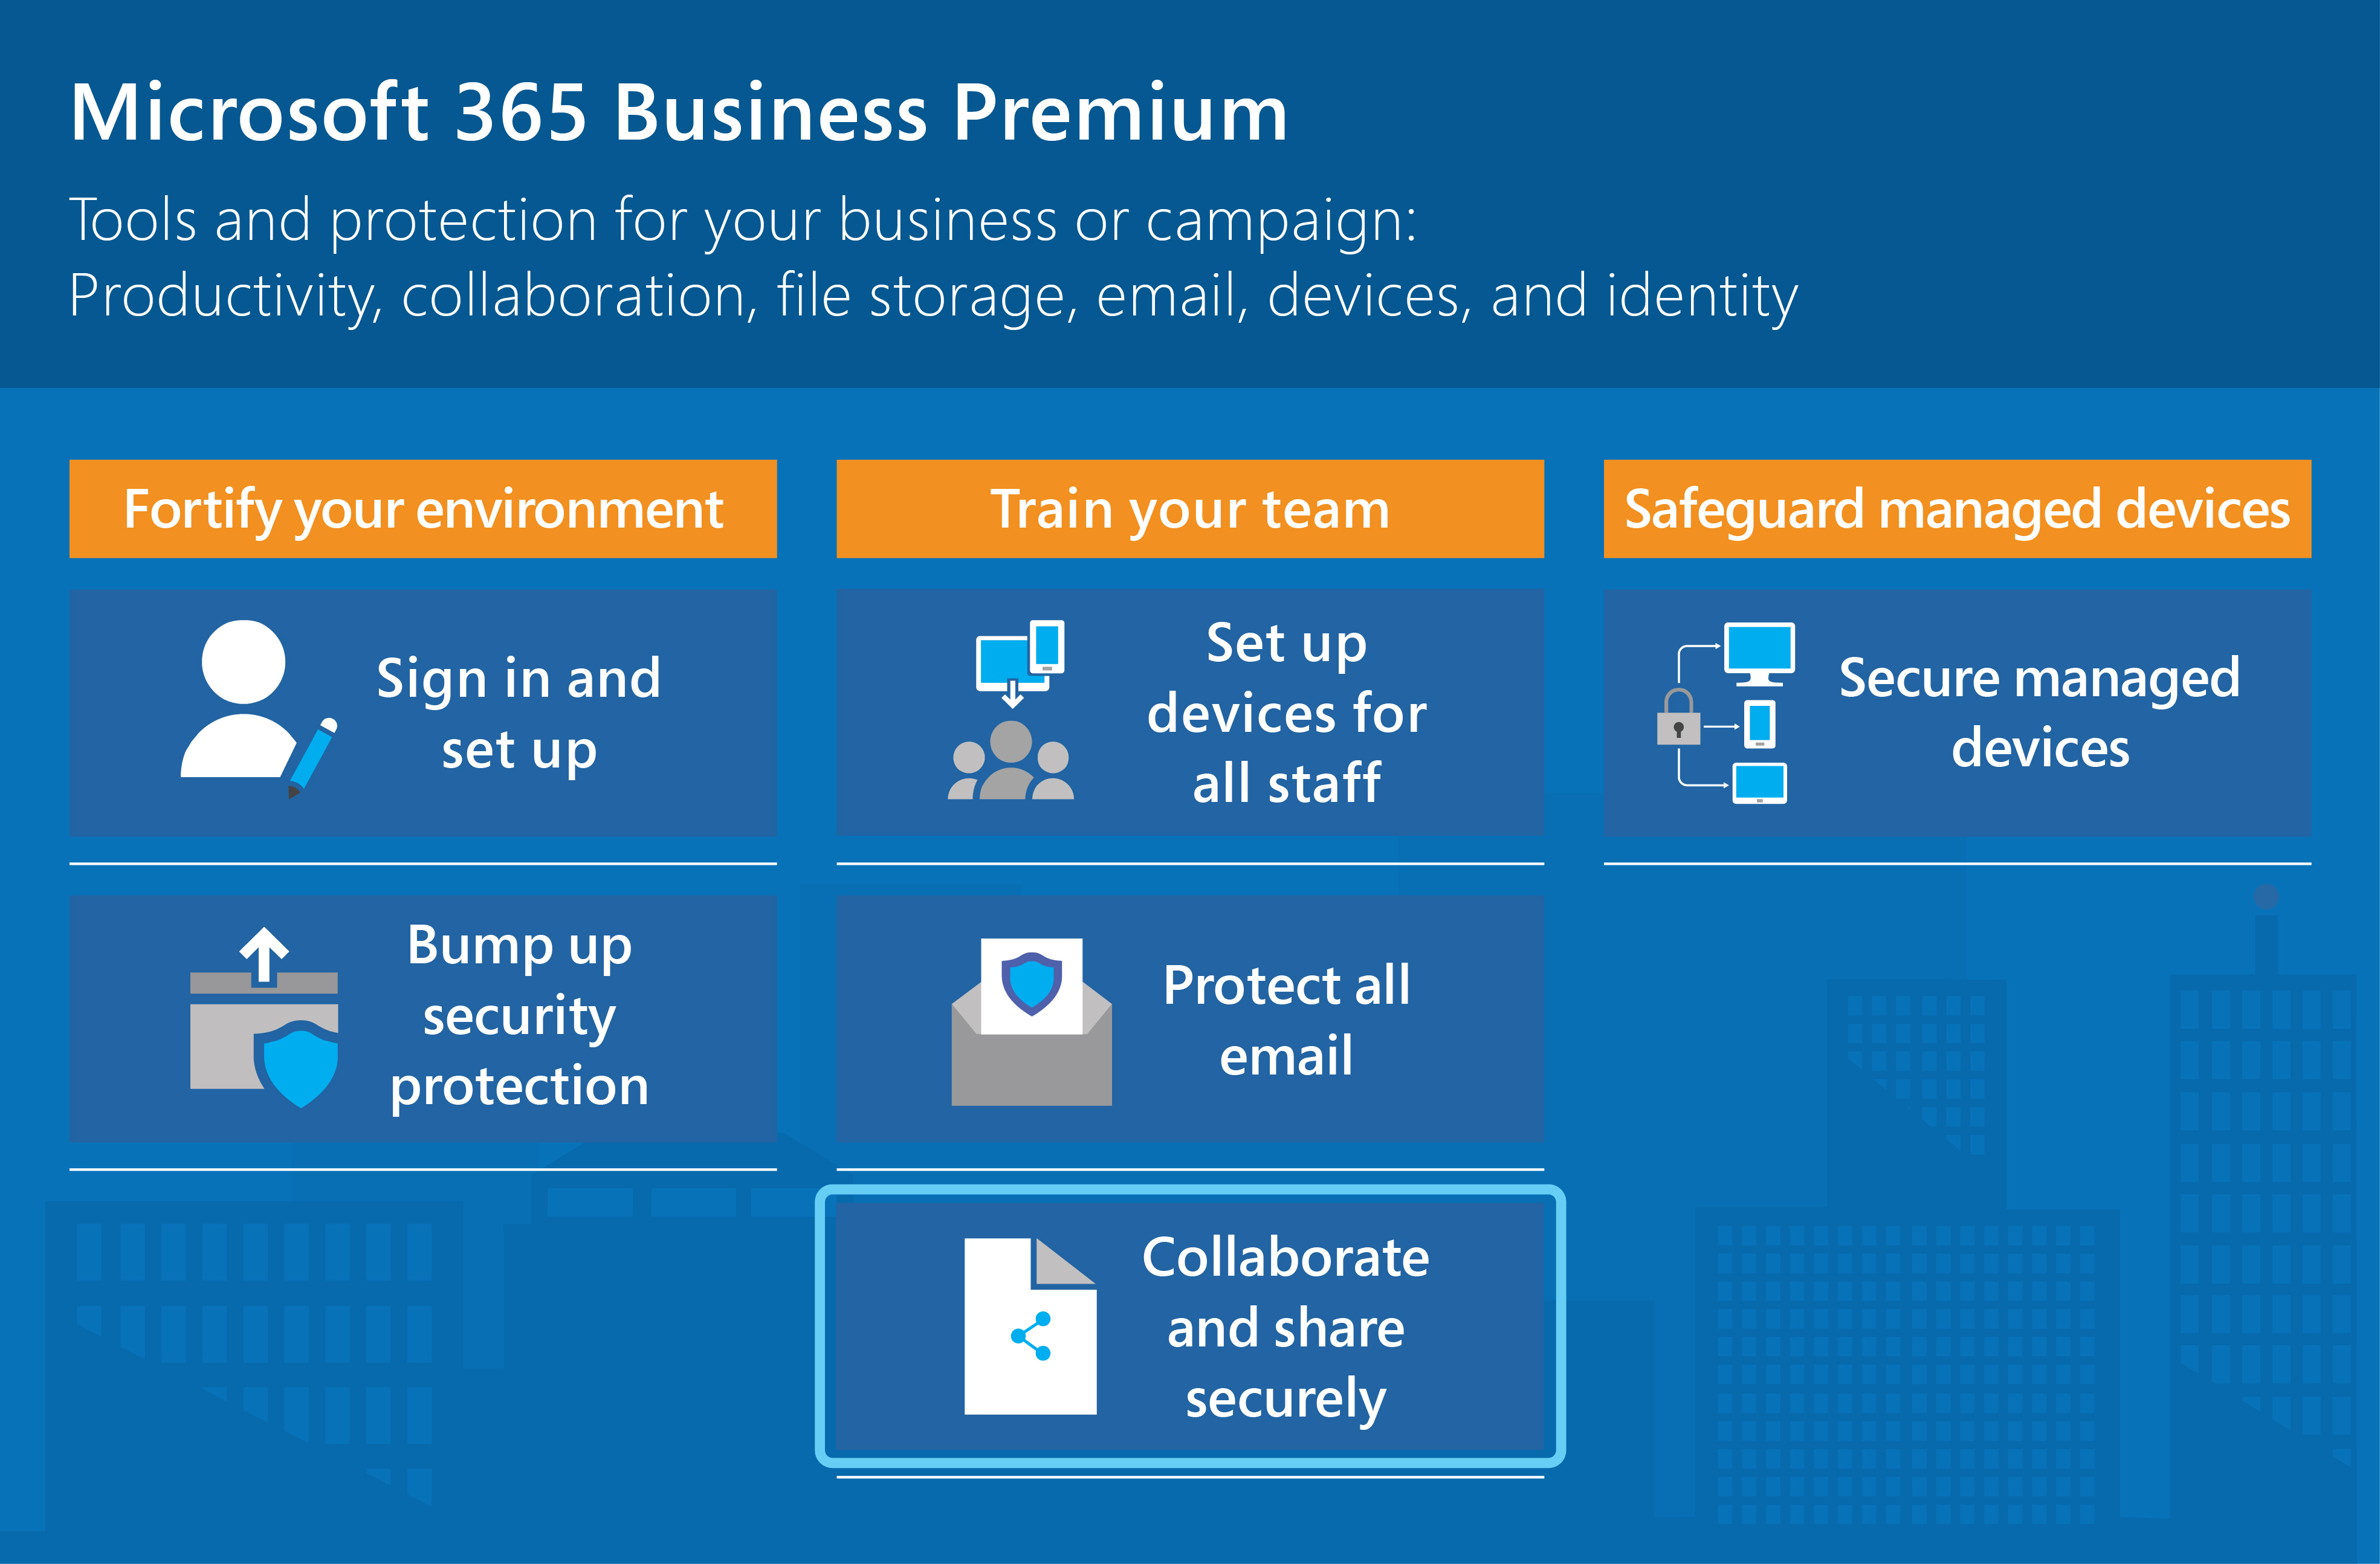 Microsoft 365 Business Premium
Tools and protection for your business or campaign:
Productivity, collaboration, file storage, email, devices, and identity
Fortify your environment
Sign in and
set up
Bump up
security
protection
Train your team
Set up
devices for
all staff
Protect all
email
Collaborate
and share
securely
Safeguard managed devices
Secure managed
devices